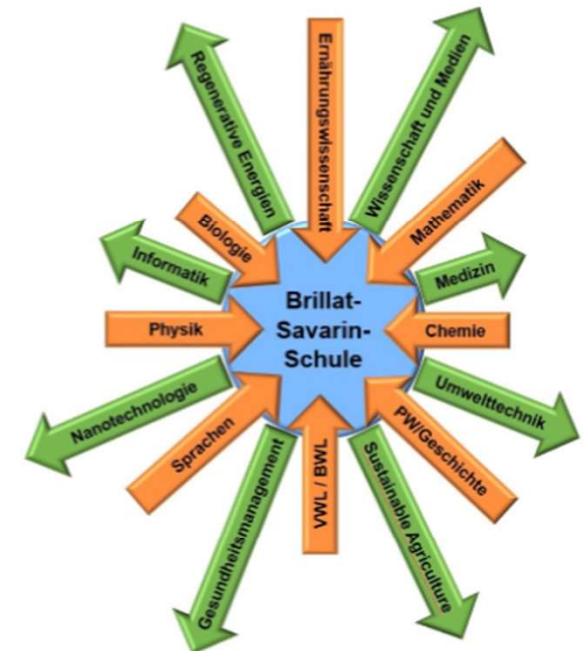 Regenerative Energien
Ernährungswissenschaft
Wissenschaft und Medien
Biologie
Mathematik
Informatik
Medizin
Brillat-
Savarin-
Schule
Physik
Chemie
Nanotechnologie
Umwelttechnik
Sprachen
PW/Geschichte
Gesundheitsmanagement
VWL / BWL
Sustainable Agriculture